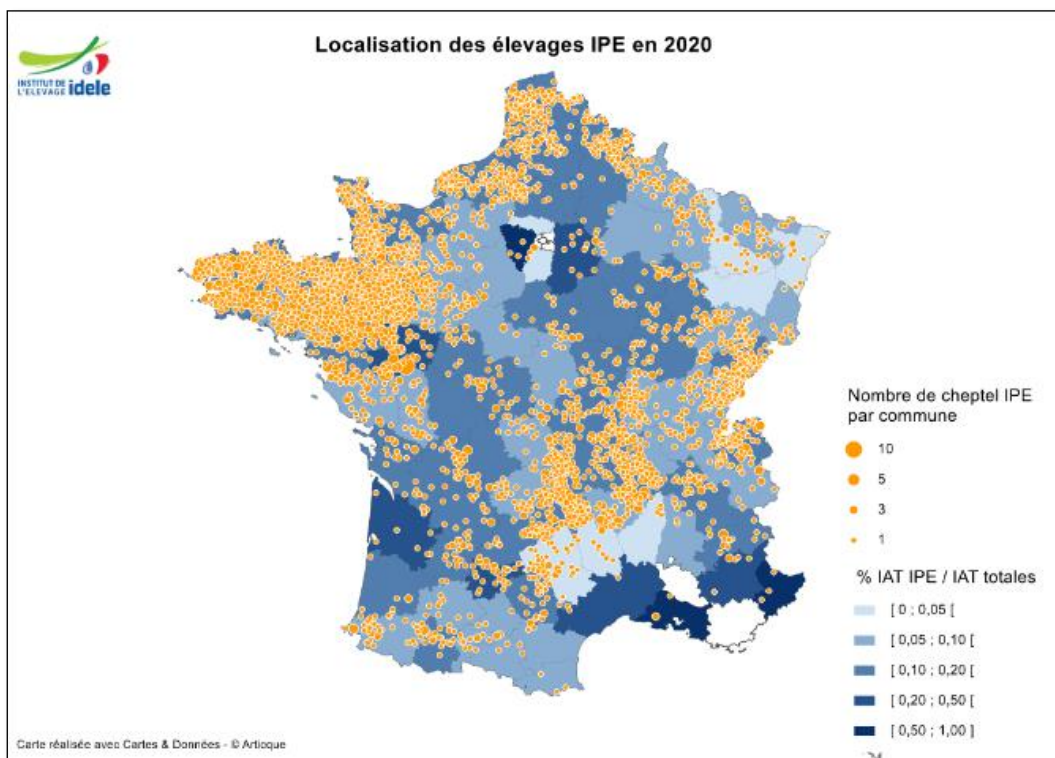 Localisation des élevages IPE en 2020
INSTITUT DE
L'ELEVAGE idele
Nombre de cheptel IPE
par commune
10
5
3
1
% IAT IPE / IAT totales
[ 0 ; 0,05 [
[ 0,05 ; 0,10 [
[ 0,10 ; 0,20 [
[ 0,20 ; 0,50 [
[ 0,50 ; 1,00 ]
Carte réalisée avec Cartes & Données - © Articque